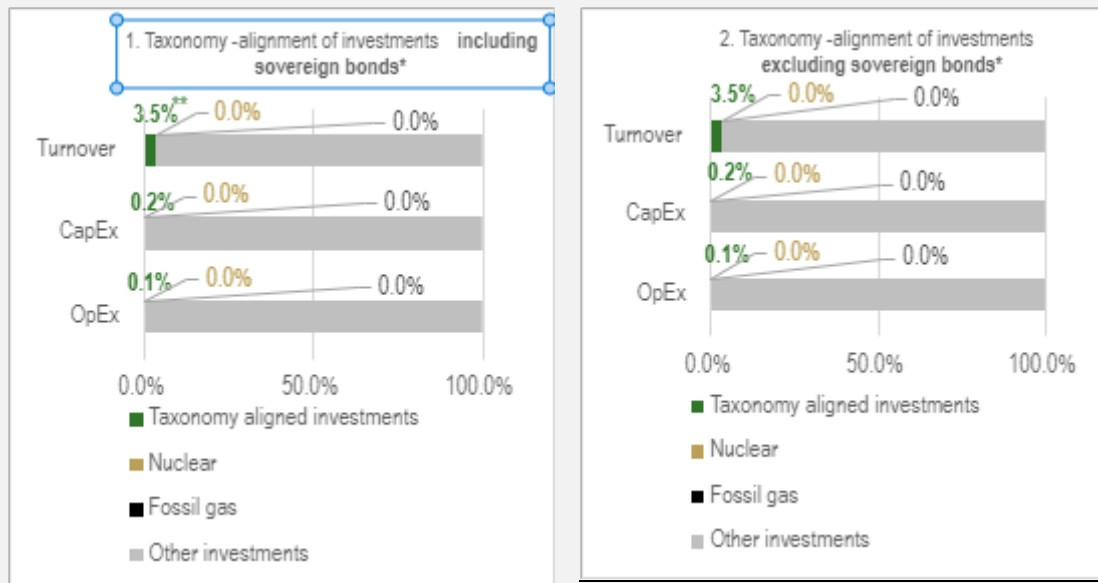 1. Taxonomy -alignment of investments including
sovereign bonds*
3.5%** 0.0%
0.0%
Turnover
0.2% 0.0%
0.0%
CapEx
0.1% 0.0%
0.0%
OpEx
0.0% 50.0% 100.0%
Taxonomy aligned investments
Nuclear
Fossil gas
Other investments
2. Taxonomy -alignment of investments
excluding sovereign bonds*
3.5% 0.0%
0.0%
Turnover
0.2% 0.0%
0.0%
CapEx
0.1% 0.0%
0.0%
OpEx
0.0% 50.0% 100.0%
Taxonomy aligned investments
Nuclear
Fossil gas
Other investments